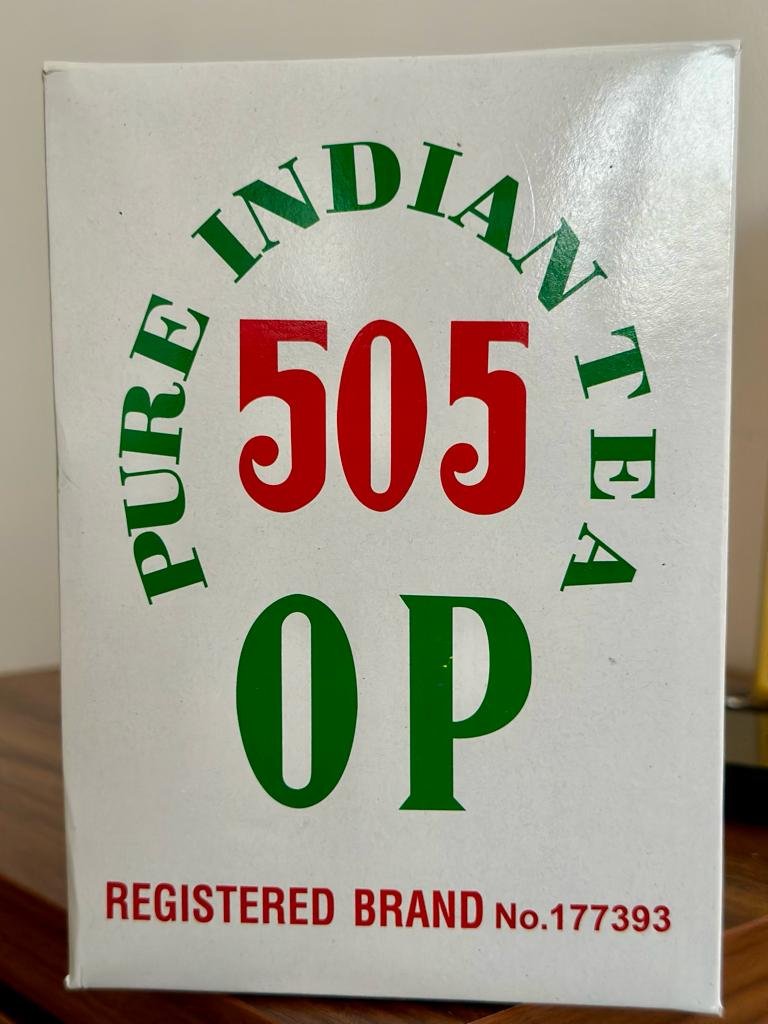 PURE INDIAN TEA
505
OP
REGISTERED BRAND No.177393